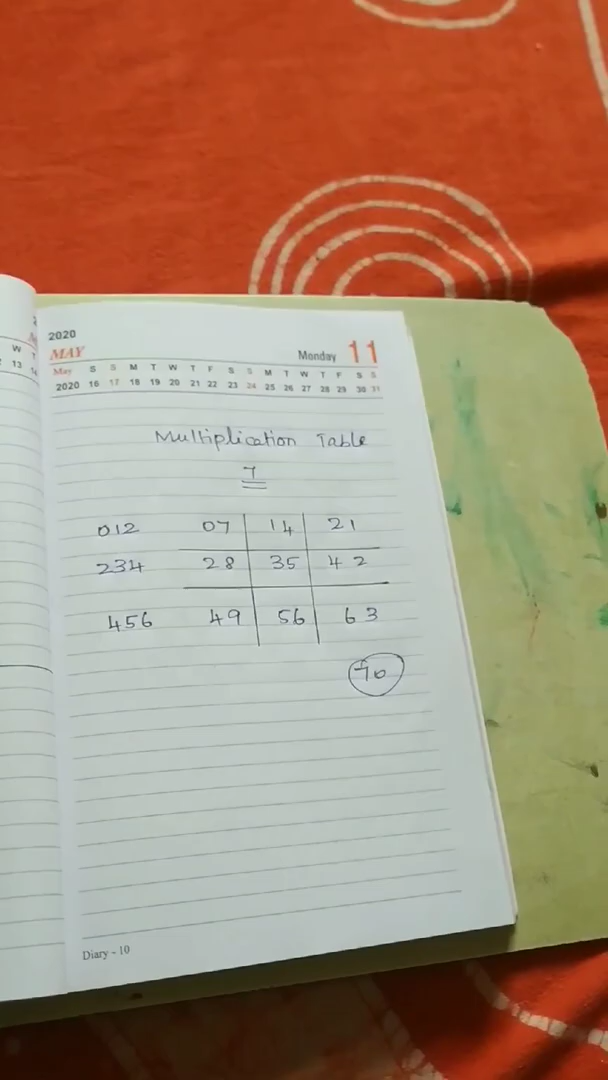 2020
MAY
Monday 11
May S S M T W T F S S M T W T F S S
2020 16 17 18 19 20 21 22 23 24 25 26 27 28 29 30 31
W T
13 14
Multiplication Table
7
012 07 14 21
234 28 35 42
456 49 56 63
70
Diary - 10